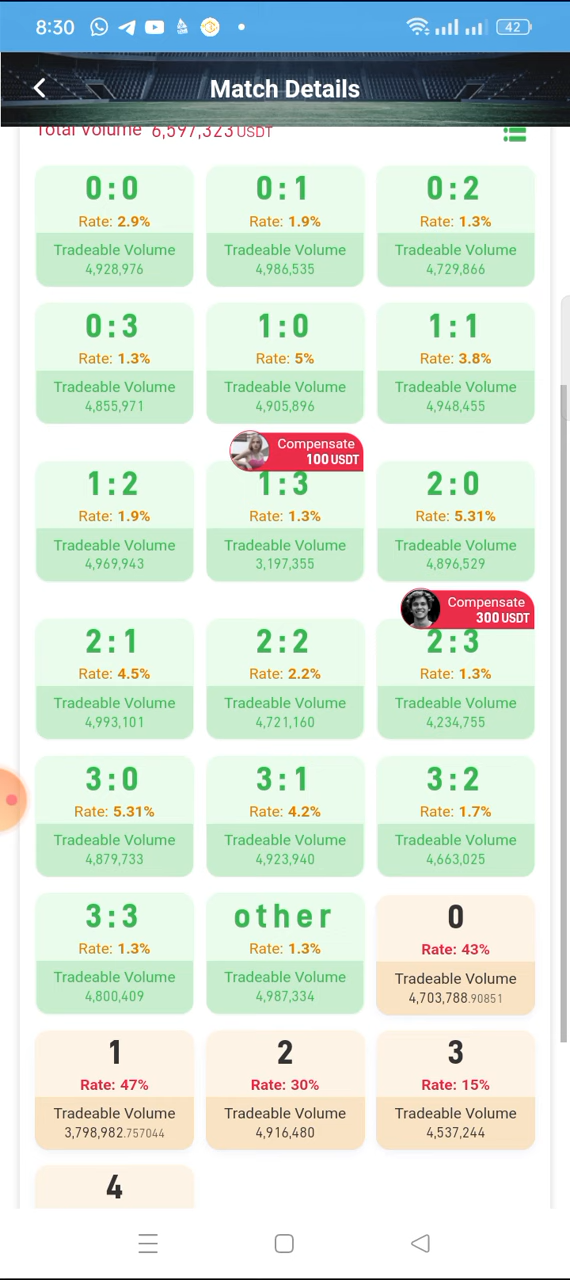 8:30
42
Match Details
Total Volume 6,597,323 USDT
0:0 0:1 0:2
Rate: 2.9% Rate: 1.9% Rate: 1.3%
Tradeable Volume Tradeable Volume Tradeable Volume
4,928,976 4,986,535 4,729,866
0:3 1:0 1:1
Rate: 1.3% Rate: 5% Rate: 3.8%
Tradeable Volume Tradeable Volume Tradeable Volume
4,855,971 4,905,896 4,948,455
Compensate
100 USDT
1:2 1:3 2:0
Rate: 1.9% Rate: 1.3% Rate: 5.31%
Tradeable Volume Tradeable Volume Tradeable Volume
4,969,943 3,197,355 4,896,529
Compensate
300 USDT
2:1 2:2 2:3
Rate: 4.5% Rate: 2.2% Rate: 1.3%
Tradeable Volume Tradeable Volume Tradeable Volume
4,993,101 4,721,160 4,234,755
3:0 3:1 3:2
Rate: 5.31% Rate: 4.2% Rate: 1.7%
Tradeable Volume Tradeable Volume Tradeable Volume
4,879,733 4,923,940 4,663,025
3:3 other 0
Rate: 1.3% Rate: 1.3% Rate: 43%
Tradeable Volume Tradeable Volume Tradeable Volume
4,800,409 4,987,334 4,703,788.90851
1 2 3
Rate: 47% Rate: 30% Rate: 15%
Tradeable Volume Tradeable Volume Tradeable Volume
3,798,982.757044 4,916,480 4,537,244
4